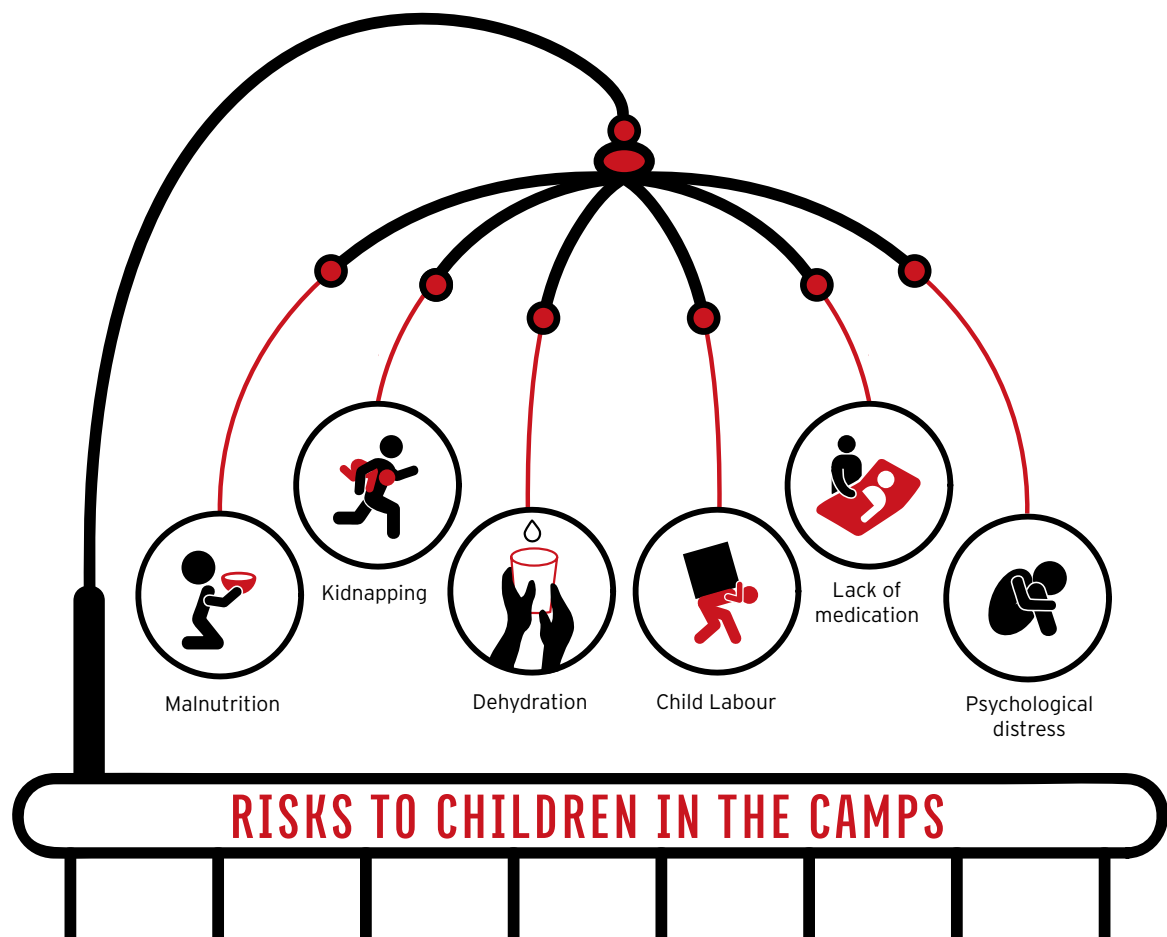 Kidnapping
Lack of
medication
Malnutrition
Dehydration
Child Labour
Psychological
distress
RISKS TO CHILDREN IN THE CAMPS